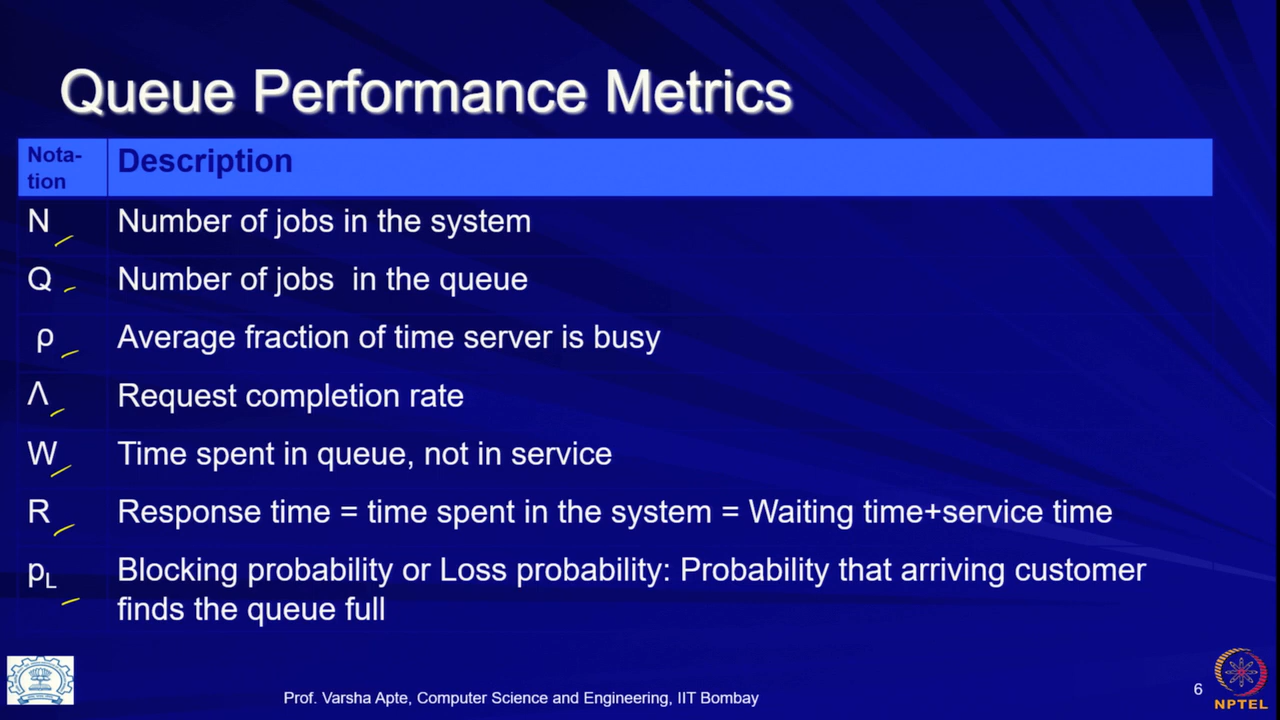 Queue Performance Metrics
Nota-
tion
Description
N
Number of jobs in the system
Q
Number of jobs in the queue
ρ
Average fraction of time server is busy
Λ
Request completion rate
W
Time spent in queue, not in service
R
Response time = time spent in the system = Waiting time+service time
pL
Blocking probability or Loss probability: Probability that arriving customer
finds the queue full
Prof. Varsha Apte, Computer Science and Engineering, IIT Bombay
6
NPTEL